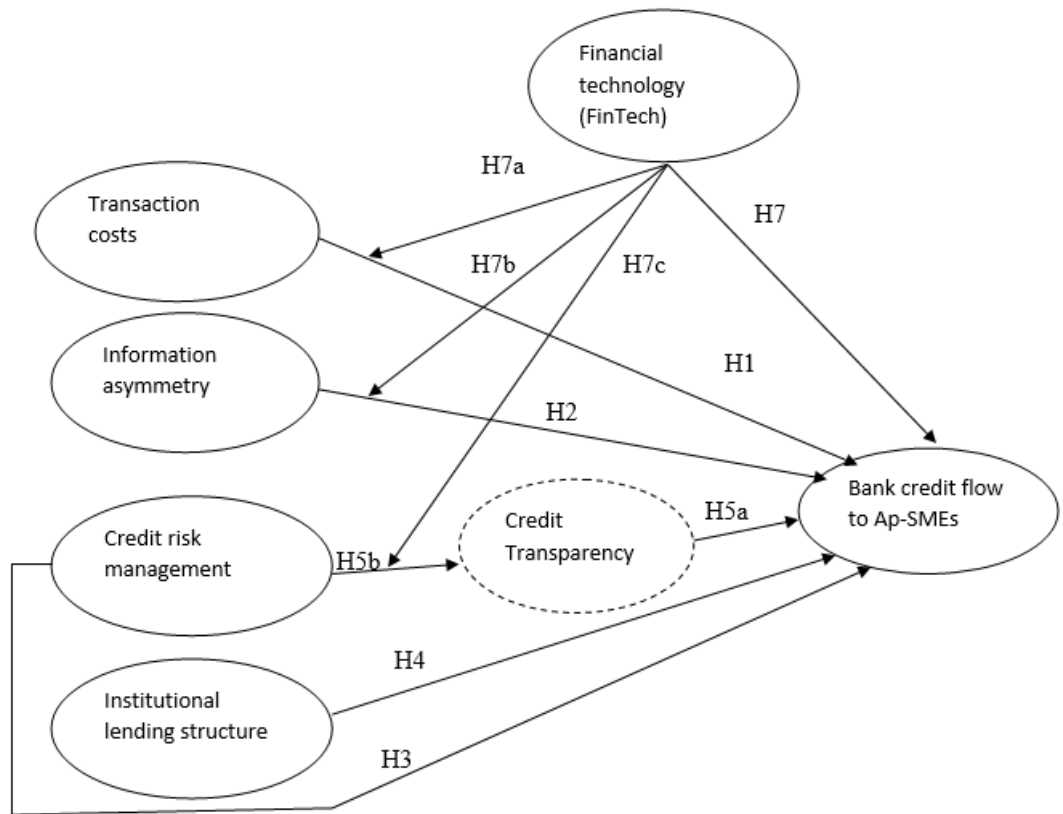 Financial
technology
(FinTech)
H7a
Transaction
costs
H7
H7b
H7c
Information
asymmetry
H1
H2
Bank credit flow
to Ap-SMEs
Credit risk
management
H5b
Credit
Transparency
H5a
H4
Institutional
lending structure
H3